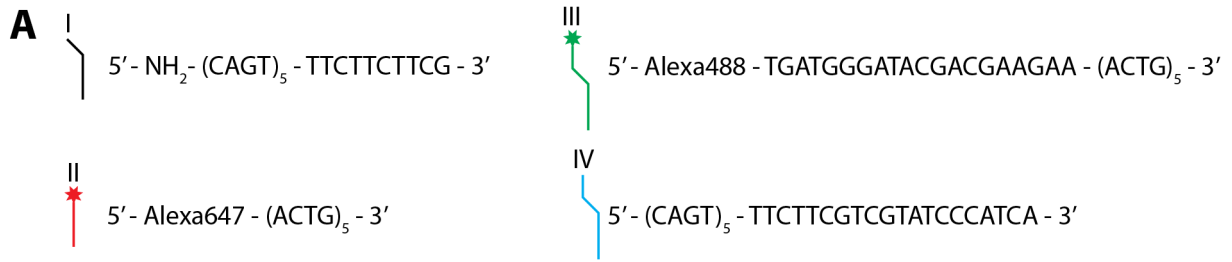 A
I
5′ - NH₂- (CAGT)₅ - TTCTTCTTCG - 3′
III
5′ - Alexa488 - TGATGGGATACGACGAAGAA - (ACTG)₅ - 3′
II
5′ - Alexa647 - (ACTG)₅ - 3′
IV
5′ - (CAGT)₅ - TTCTTCGTCGTATCCCATCA - 3′